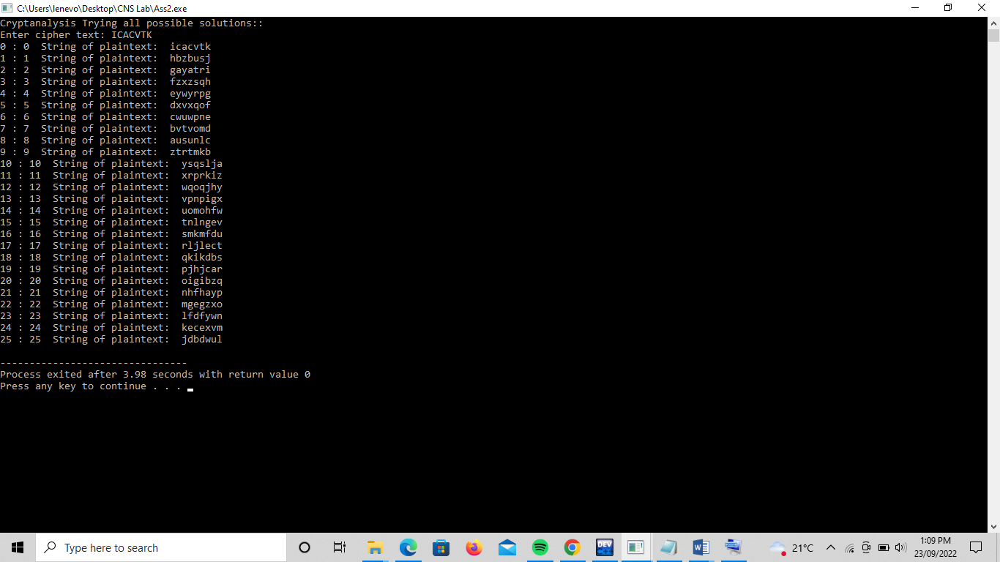 C:\Users\lenevo\Desktop\CNS Lab\Ass2.exe
Cryptanalysis Trying all possible solutions::
Enter cipher text: ICACVTK
0 : 0  String of plaintext:  icacvtk
1 : 1  String of plaintext:  hbzbusj
2 : 2  String of plaintext:  gayatri
3 : 3  String of plaintext:  fzxzsqh
4 : 4  String of plaintext:  eywyrpg
5 : 5  String of plaintext:  dxvxqof
6 : 6  String of plaintext:  cwuwpne
7 : 7  String of plaintext:  bvtvomd
8 : 8  String of plaintext:  ausunlc
9 : 9  String of plaintext:  ztrtmkb
10 : 10  String of plaintext:  ysqslja
11 : 11  String of plaintext:  xrprkiz
12 : 12  String of plaintext:  wqoqjhy
13 : 13  String of plaintext:  vpnpigx
14 : 14  String of plaintext:  uomohfw
15 : 15  String of plaintext:  tnlngev
16 : 16  String of plaintext:  smkmfdu
17 : 17  String of plaintext:  rljlect
18 : 18  String of plaintext:  qkikdbs
19 : 19  String of plaintext:  pjhjcar
20 : 20  String of plaintext:  oigibzq
21 : 21  String of plaintext:  nhfhayp
22 : 22  String of plaintext:  mgegzxo
23 : 23  String of plaintext:  lfdfywn
24 : 24  String of plaintext:  kecexvm
25 : 25  String of plaintext:  jdbdwul
--------------------------------
Process exited after 3.98 seconds with return value 0
Press any key to continue . . .
Type here to search
DEV
21°C
1:09 PM
23/09/2022